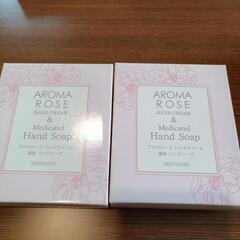 AROMA
ROSE
HAND CREAM
&
Medicated
Hand Soap
アロマローズ ハンドクリーム
薬用 ハンドソープ
MENARD
AROMA
ROSE
HAND CREAM
&
Medicated
Hand Soap
アロマローズ ハンドクリーム
薬用 ハンドソープ
MENARD